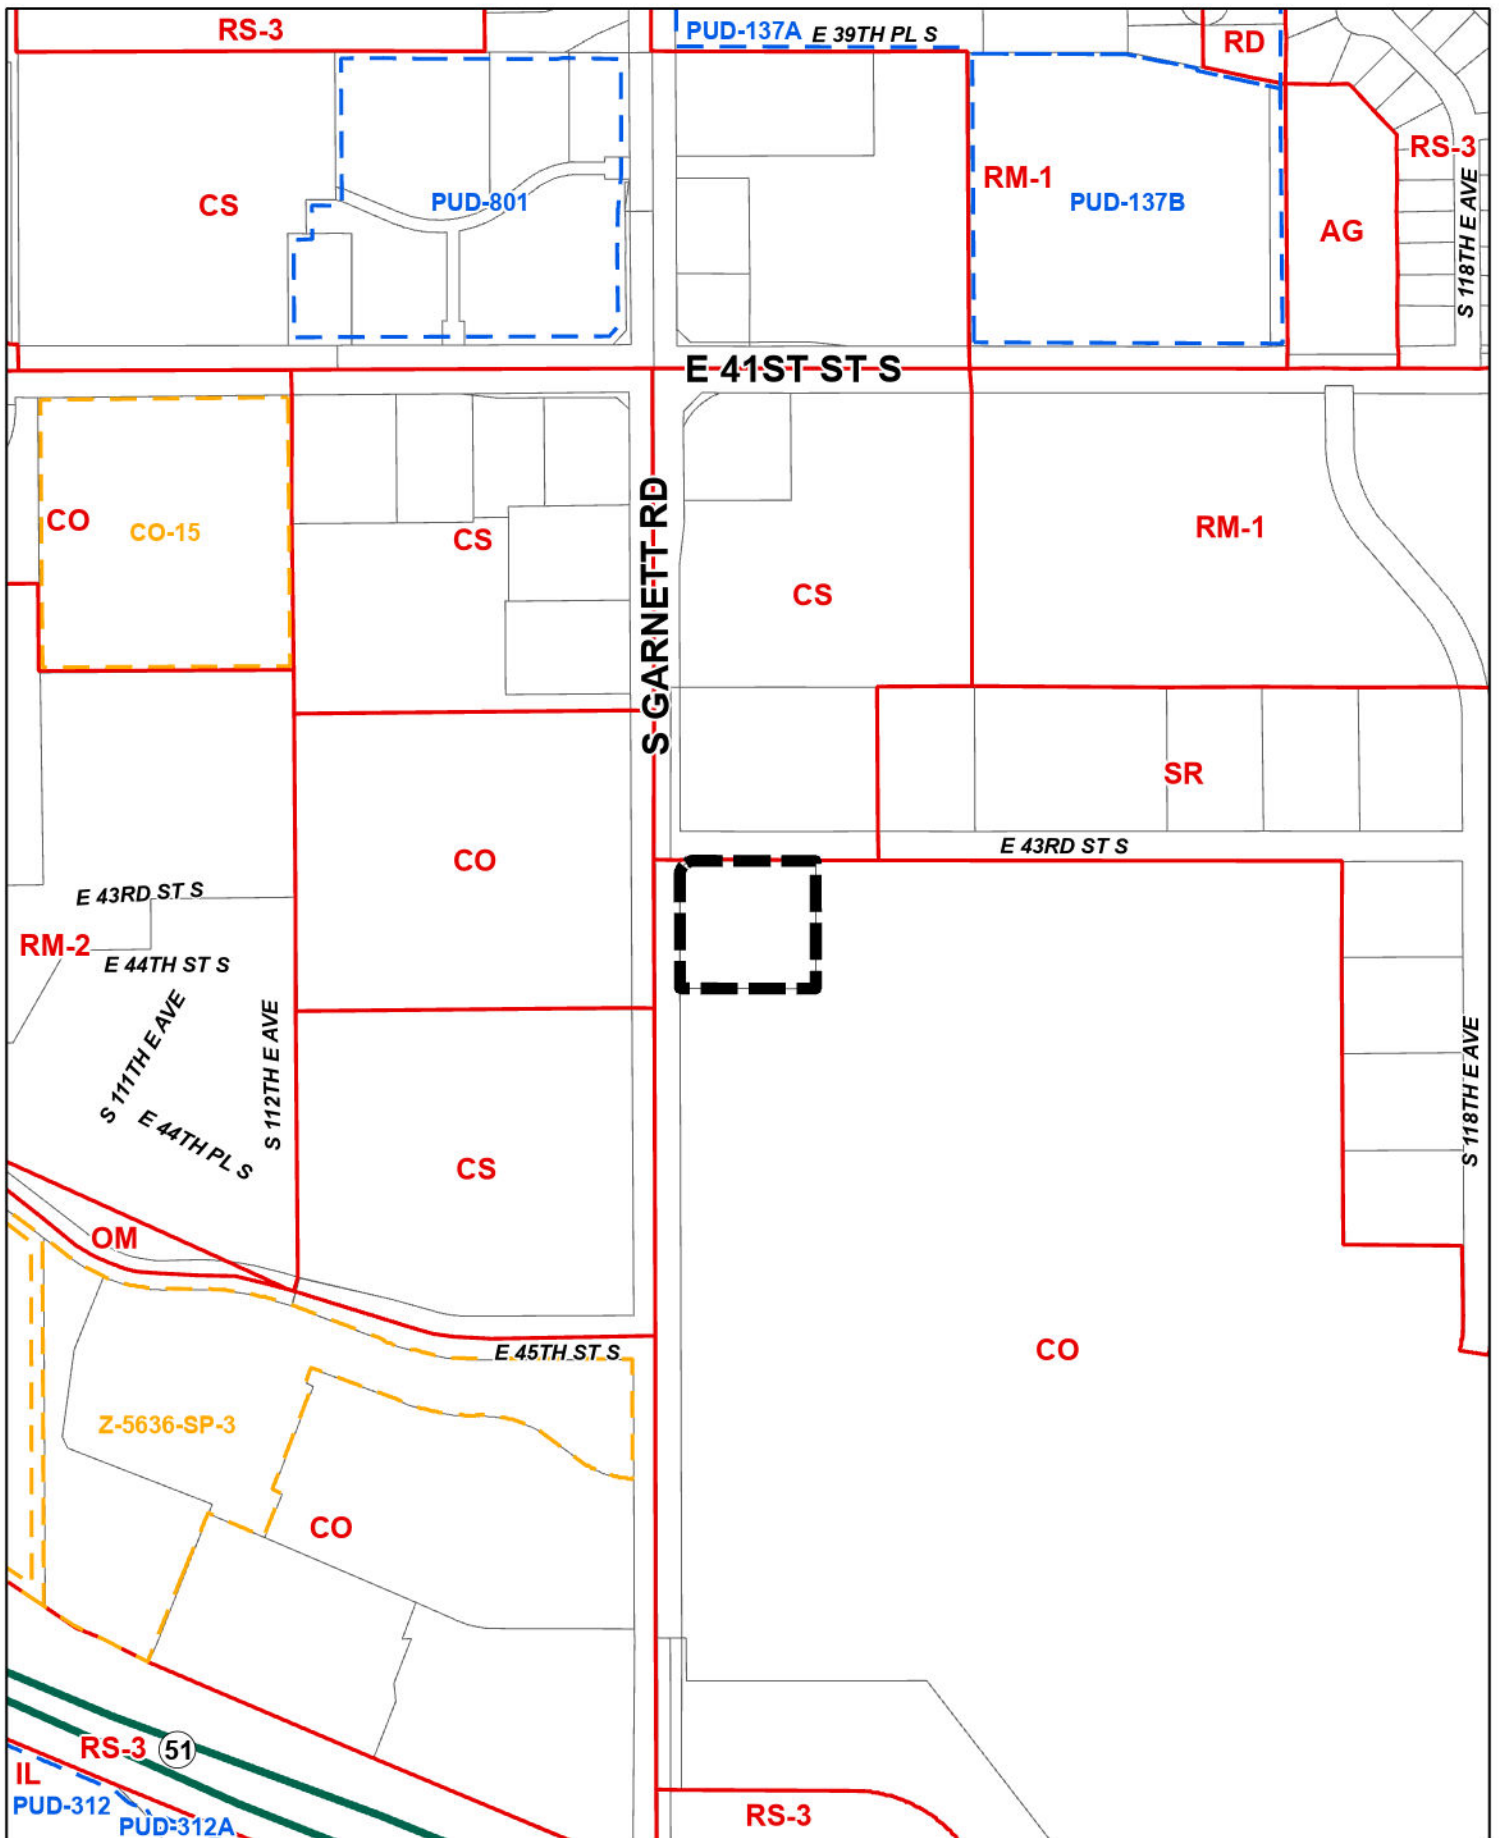 RS-3
PUD-137A
E 39TH PL S
RD
RS-3
RM-1
CS
PUD-801
PUD-137B
AG
S 118TH E AVE
E 41ST ST S
CO
CO-15
CS
S GARNETT RD
RM-1
CS
SR
E 43RD ST S
CO
E 43RD ST S
RM-2
E 44TH ST S
S 111TH E AVE
S 112TH E AVE
E 44TH PL S
S 118TH E AVE
CS
OM
E 45TH ST S
CO
Z-5636-SP-3
CO
RS-3
51
IL
PUD-312
PUD-312A
RS-3